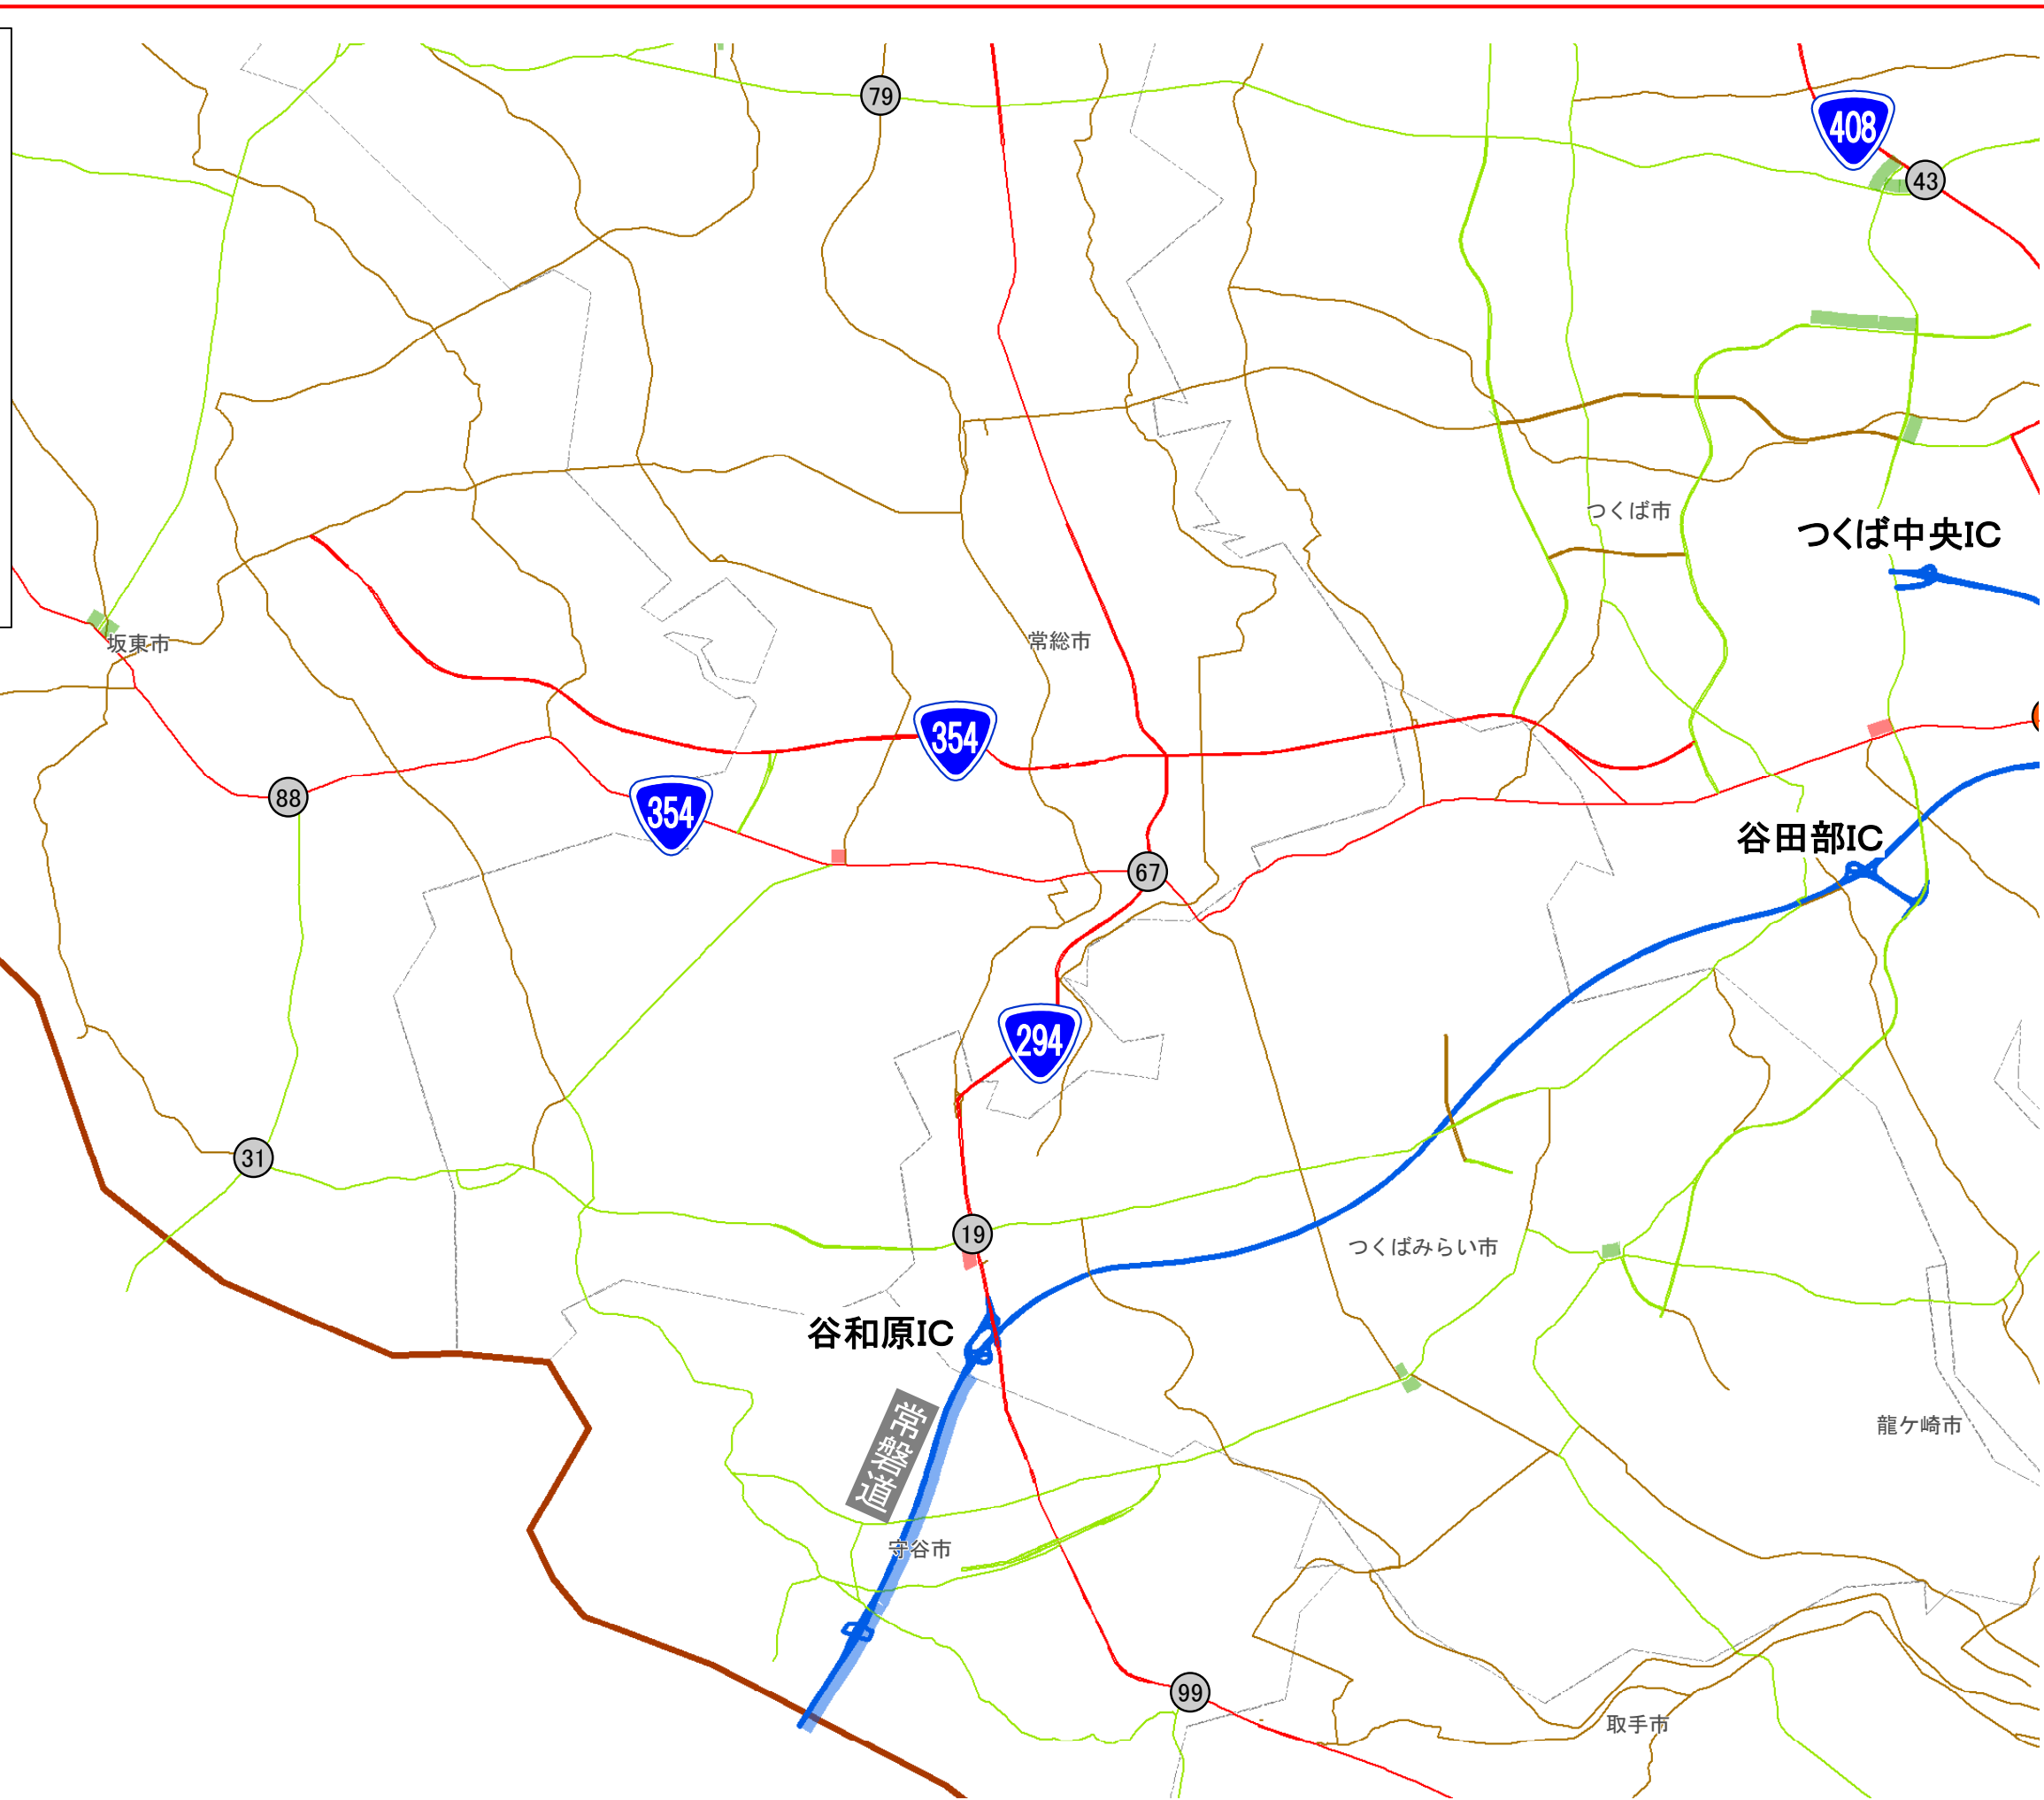 79
408
43
つくば市
つくば中央IC
坂東市
常総市
354
88
354
谷田部IC
67
294
31
19
つくばみらい市
谷和原IC
常磐道
龍ケ崎市
守谷市
99
取手市